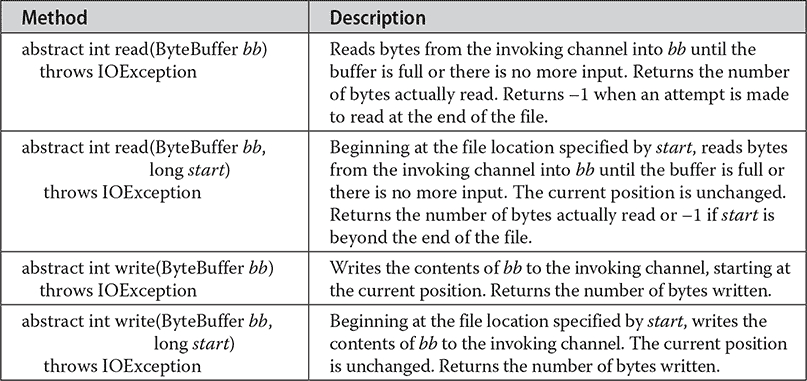 Method Description
abstract int read(ByteBuffer bb)
throws IOException
Reads bytes from the invoking channel into bb until the
buffer is full or there is no more input. Returns the number
of bytes actually read. Returns –1 when an attempt is made
to read at the end of the file.
abstract int read(ByteBuffer bb,
long start)
throws IOException
Beginning at the file location specified by start, reads bytes
from the invoking channel into bb until the buffer is full or
there is no more input. The current position is unchanged.
Returns the number of bytes actually read or –1 if start is
beyond the end of the file.
abstract int write(ByteBuffer bb)
throws IOException
Writes the contents of bb to the invoking channel, starting at
the current position. Returns the number of bytes written.
abstract int write(ByteBuffer bb,
long start)
throws IOException
Beginning at the file location specified by start, writes the
contents of bb to the invoking channel. The current position
is unchanged. Returns the number of bytes written.